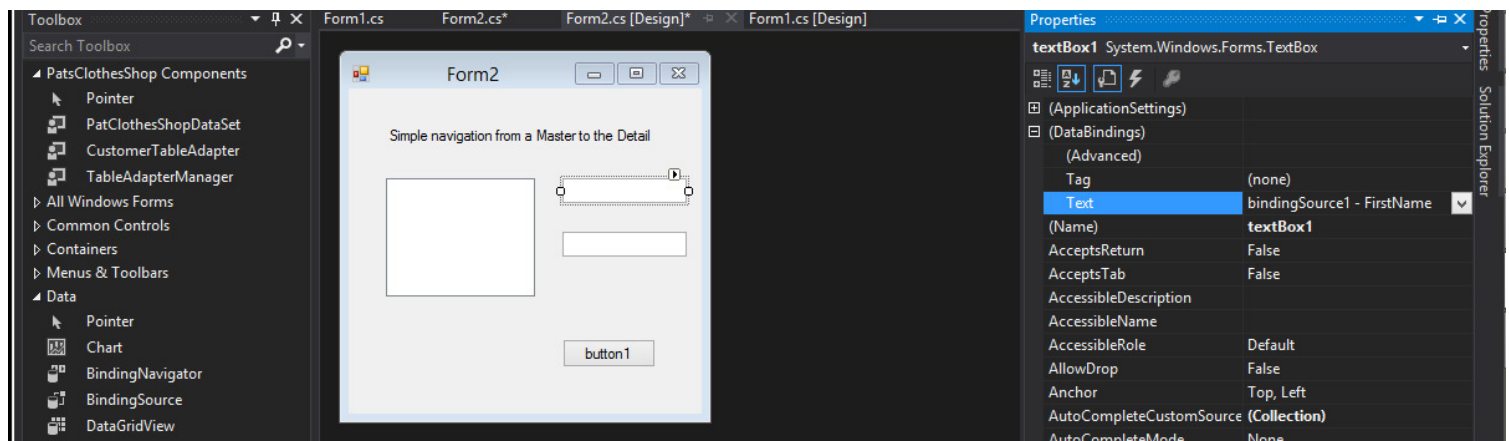 Toolbox
Search Toolbox
PatsClothesShop Components
Pointer
PatClothesShopDataSet
CustomerTableAdapter
TableAdapterManager
All Windows Forms
Common Controls
Containers
Menus & Toolbars
Data
Pointer
Chart
BindingNavigator
BindingSource
DataGridView
Form1.cs Form2.cs* Form2.cs [Design]* Form1.cs [Design]
Form2
Simple navigation from a Master to the Detail
button1
Properties
textBox1 System.Windows.Forms.TextBox
(ApplicationSettings)
(DataBindings)
(Advanced)
Tag (none)
Text bindingSource1 - FirstName
(Name) textBox1
AcceptsReturn False
AcceptsTab False
AccessibleDescription
AccessibleName
AccessibleRole Default
AllowDrop False
Anchor Top, Left
AutoCompleteCustomSource (Collection)
AutoCompleteMode None
Properties
Solution Explorer